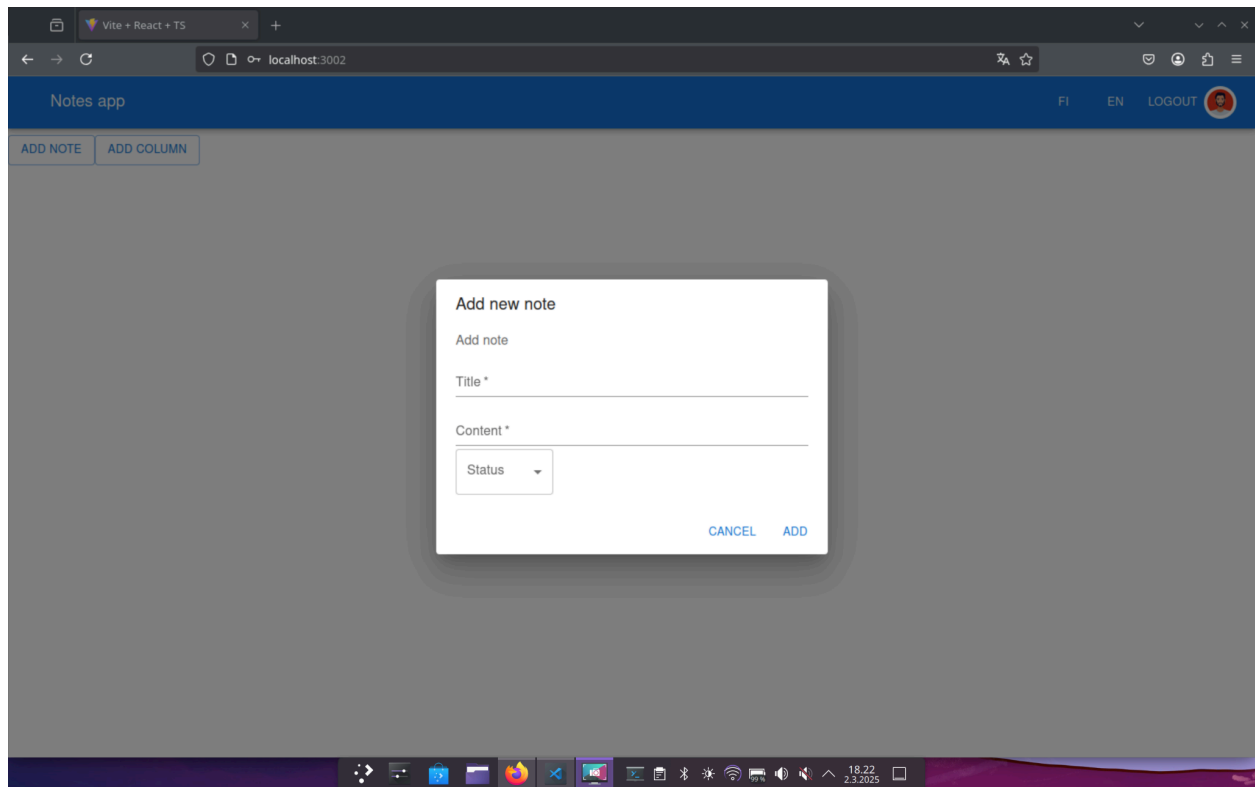 Vite + React + TS
localhost:3002
Notes app
FI EN LOGOUT
ADD NOTE ADD COLUMN
Add new note
Add note
Title *
Content *
Status
CANCEL ADD
99 %
18.22
2.3.2025